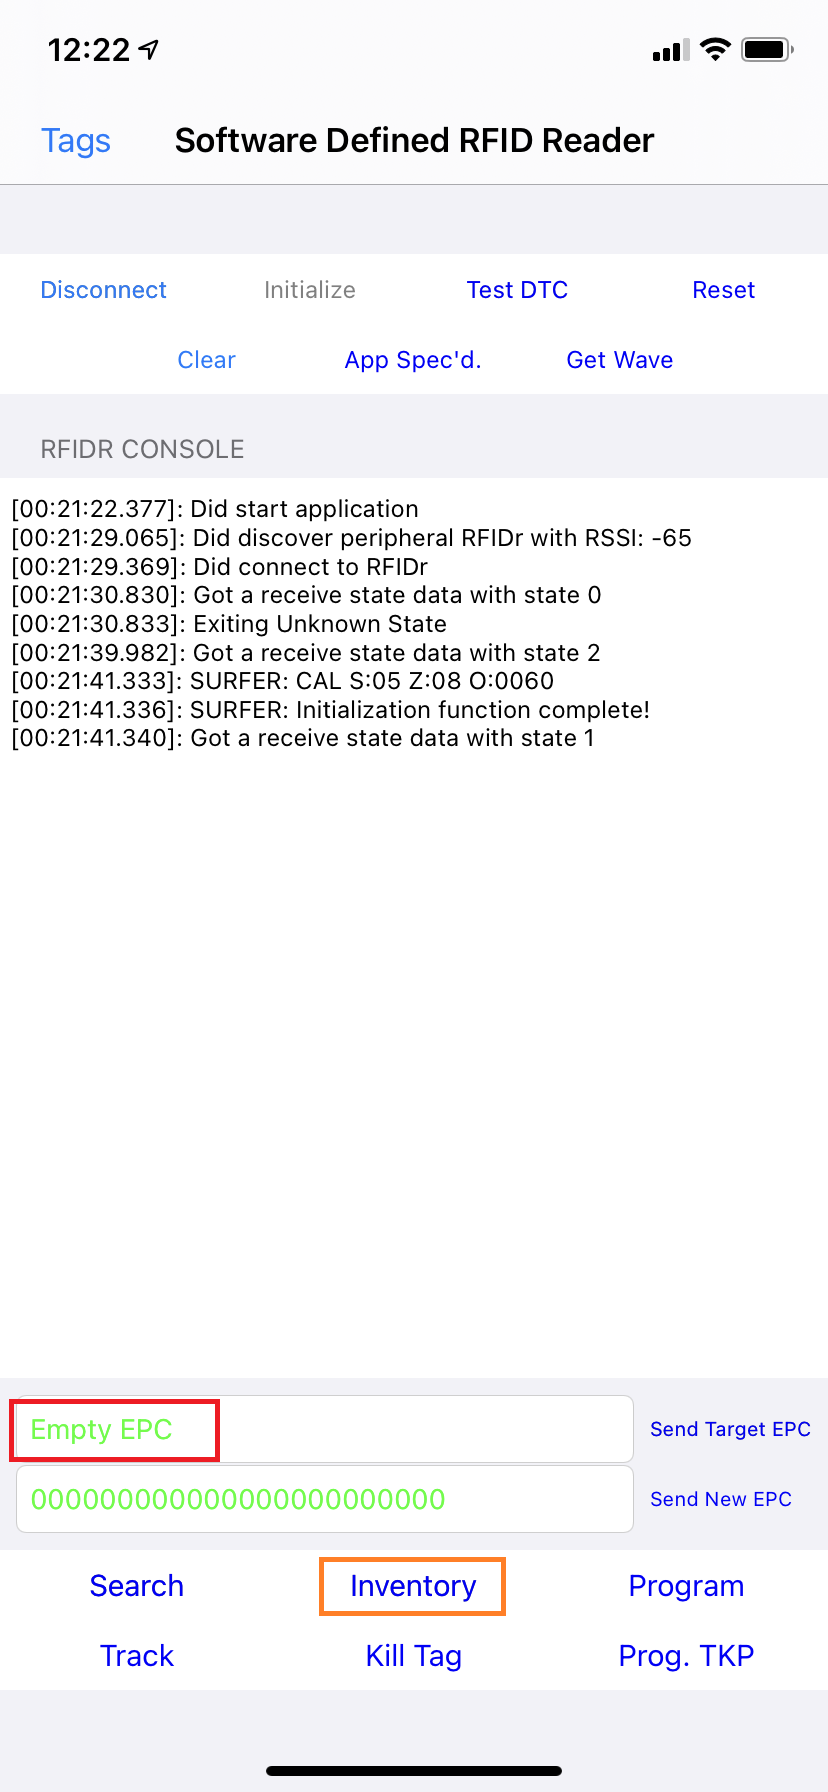 12:22
Tags Software Defined RFID Reader
Disconnect Initialize Test DTC Reset
Clear App Spec'd. Get Wave
RFIDR CONSOLE
[00:21:22.377]: Did start application
[00:21:29.065]: Did discover peripheral RFIDr with RSSI: -65
[00:21:29.369]: Did connect to RFIDr
[00:21:30.830]: Got a receive state data with state 0
[00:21:30.833]: Exiting Unknown State
[00:21:39.982]: Got a receive state data with state 2
[00:21:41.333]: SURFER: CAL S:05 Z:08 O:0060
[00:21:41.336]: SURFER: Initialization function complete!
[00:21:41.340]: Got a receive state data with state 1
Empty EPC Send Target EPC
000000000000000000000000 Send New EPC
Search Inventory Program
Track Kill Tag Prog. TKP